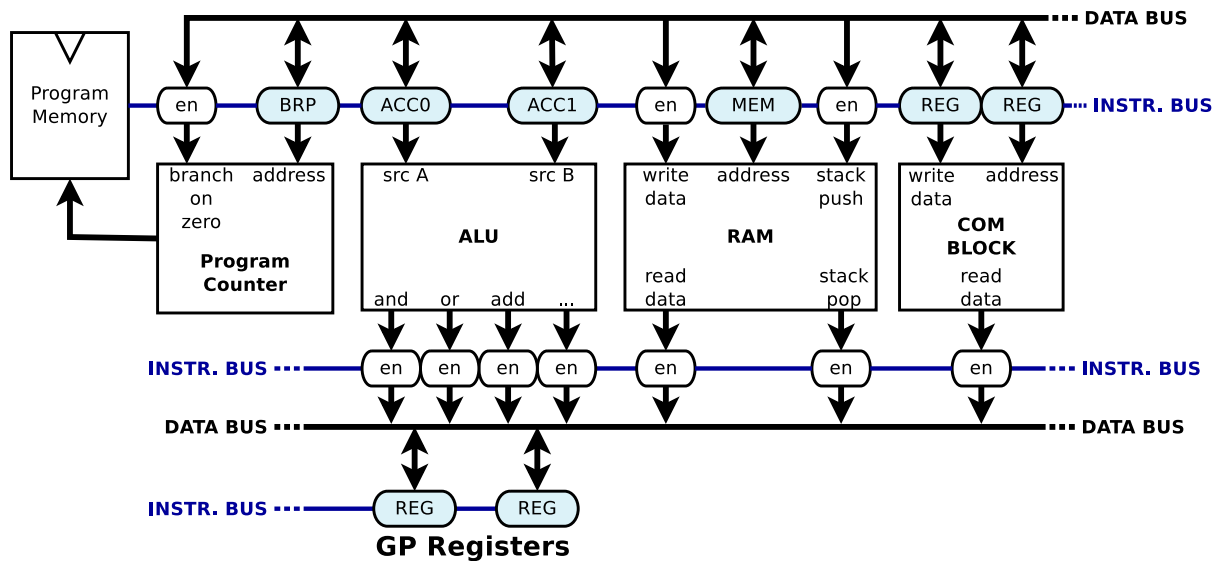 DATA BUS
Program
Memory
en BRP ACC0 ACC1 en MEM en REG REG INSTR. BUS
branch
on
zero
address
src A src B
write
data
address
stack
push
write
data
address
Program
Counter
ALU
RAM
COM
BLOCK
and or add ...
read
data
stack
pop
read
data
INSTR. BUS en en en en en en en INSTR. BUS
DATA BUS DATA BUS
INSTR. BUS REG REG
GP Registers